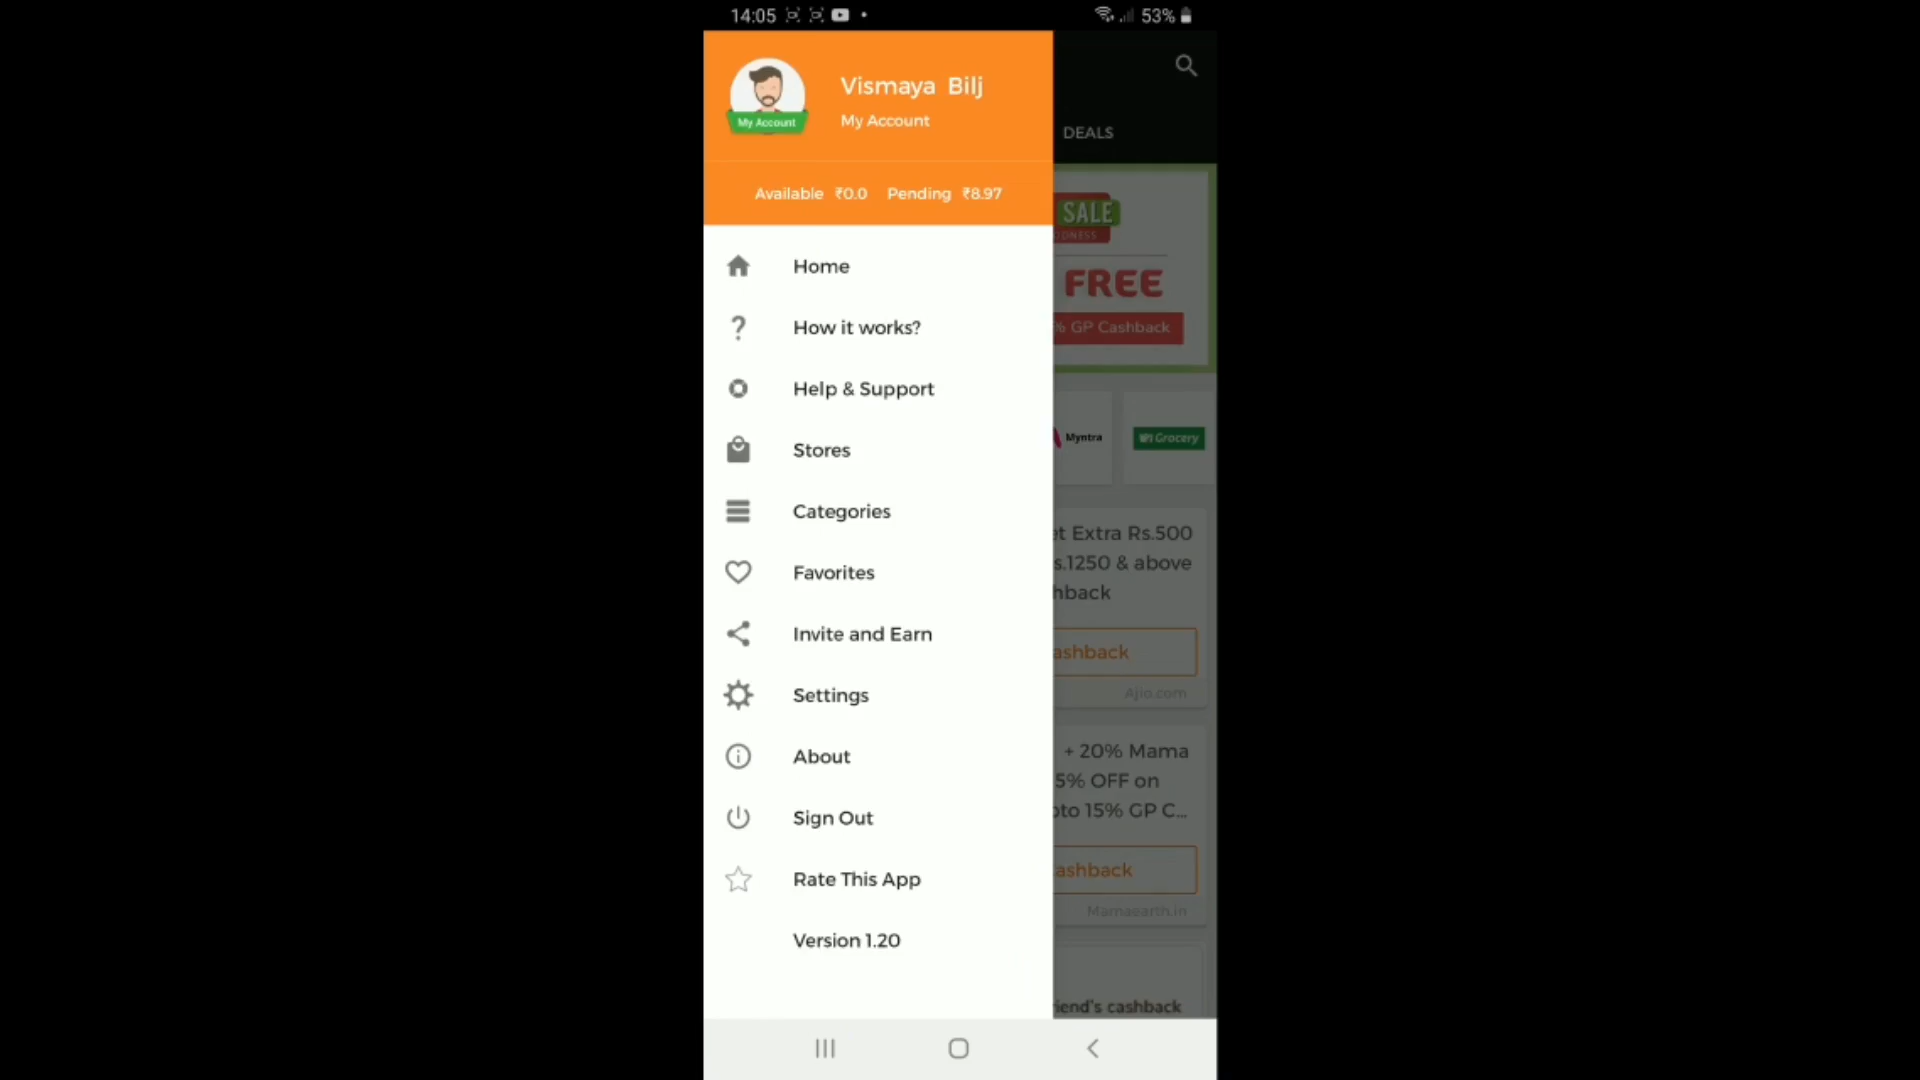 14:05
53%
Vismaya Bilj
My Account
My Account
DEALS
Available ₹0.0 Pending ₹8.97
SALE
FREE
% GP Cashback
Home
How it works?
Help & Support
Stores
Myntra
Grocery
Categories
et Extra Rs.500
s.1250 & above
hback
Favorites
Invite and Earn
ashback
Settings
Ajio.com
About
+ 20% Mama
5% OFF on
oto 15% GP C...
Sign Out
Rate This App
ashback
Mamaearth.in
Version 1.20
iend's cashback